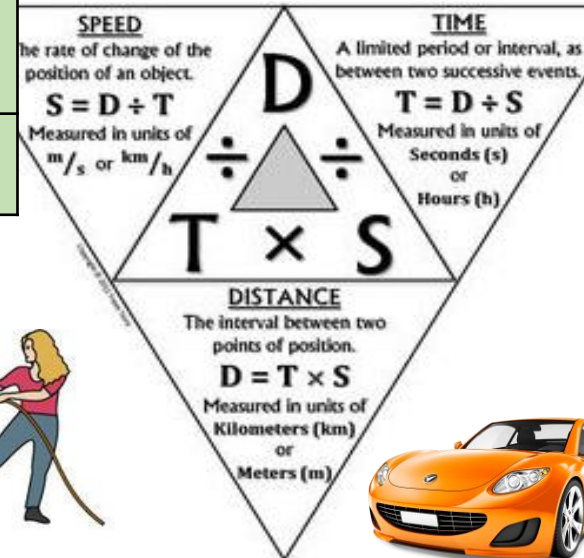 SPEED
he rate of change of the
position of an object.
S = D ÷ T
Measured in units of
m/s or km/h
TIME
A limited period or interval, as
between two successive events.
T = D ÷ S
Measured in units of
Seconds (s)
or
Hours (h)
D
÷ ÷
T × S
DISTANCE
The interval between two
points of position.
D = T × S
Measured in units of
Kilometers (km)
or
Meters (m)